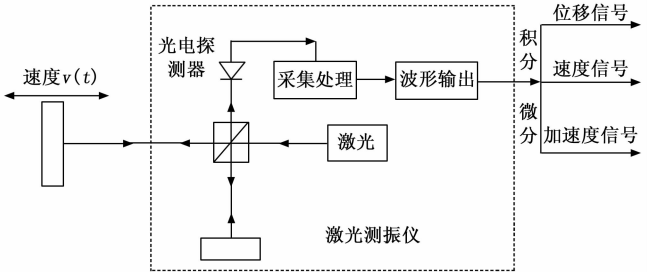 速度v(t)
光电探
测器
采集处理
波形输出
激光
激光测振仪
积
分
微
分
位移信号
速度信号
加速度信号